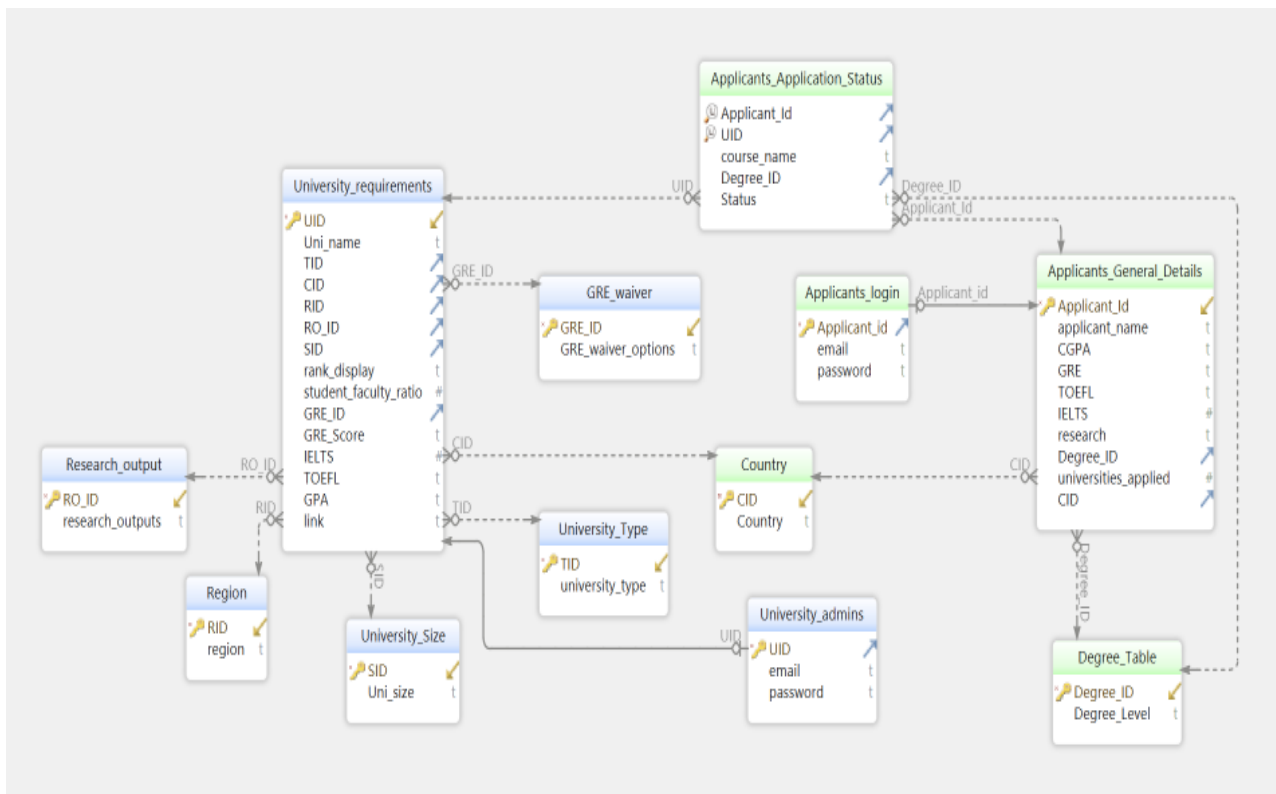 Applicants_Application_Status
Applicant_Id
UID
course_name t
Degree_ID
Status t
UID
Degree_ID
Applicant_Id
University_requirements
UID
Uni_name t
TID
CID
RID
RO_ID
SID
rank_display t
student_faculty_ratio #
GRE_ID
GRE_Score t
IELTS #
TOEFL t
GPA t
link t
GRE_ID
GRE_waiver
GRE_ID
GRE_waiver_options t
Applicants_login
Applicant_id
email t
password t
Applicant_id
Applicants_General_Details
Applicant_Id
applicant_name t
CGPA t
GRE t
TOEFL t
IELTS #
research t
Degree_ID
universities_applied #
CID
Research_output
RO_ID
research_outputs t
RO_ID
RID
CID
Country
CID
Country t
CID
TID
University_Type
TID
university_type t
Region
RID
region t
SID
University_Size
SID
Uni_size t
UID
University_admins
UID
email t
password t
Degree_ID
Degree_Table
Degree_ID
Degree_Level t